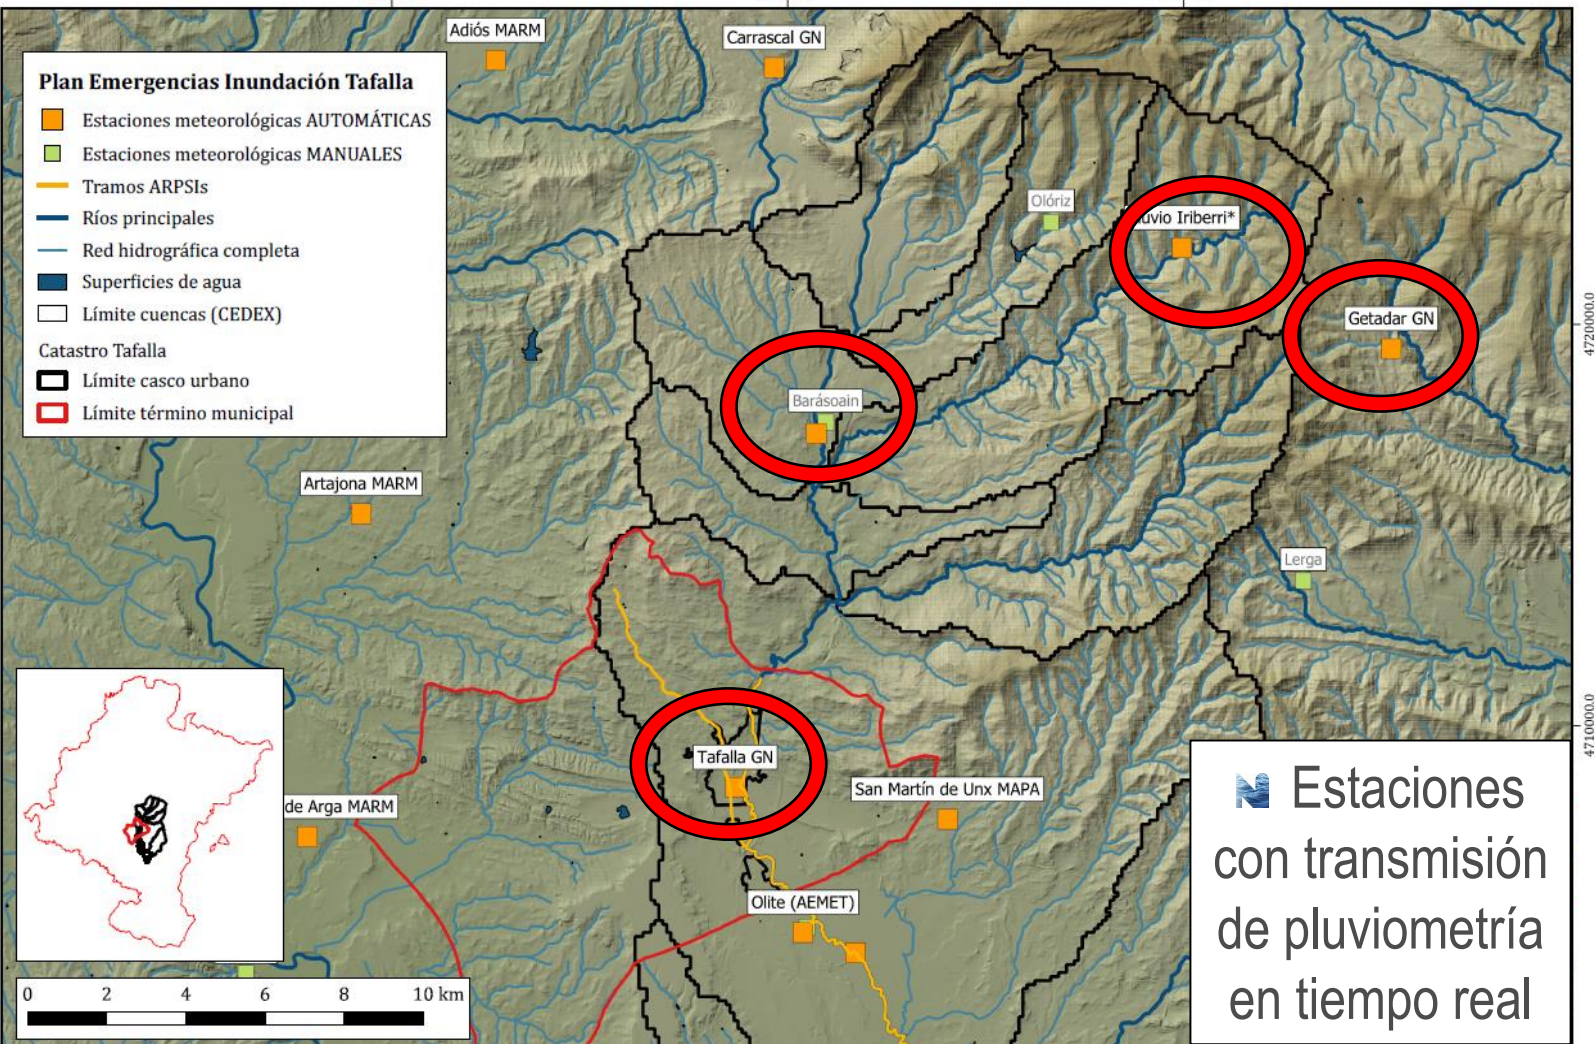 Adiós MARM
Carrascal GN
Plan Emergencias Inundación Tafalla
Estaciones meteorológicas AUTOMÁTICAS
Estaciones meteorológicas MANUALES
Tramos ARPSIs
Ríos principales
Red hidrográfica completa
Superficies de agua
Límite cuencas (CEDEX)
Catastro Tafalla
Límite casco urbano
Límite término municipal
Olóriz
Iriberri*
Getadar GN
4720000.0
Barásoain
Artajona MARM
Lerga
4710000.0
Tafalla GN
San Martín de Unx MAPA
de Arga MARM
Olite (AEMET)
Estaciones
con transmisión
de pluviometría
en tiempo real
0 2 4 6 8 10 km